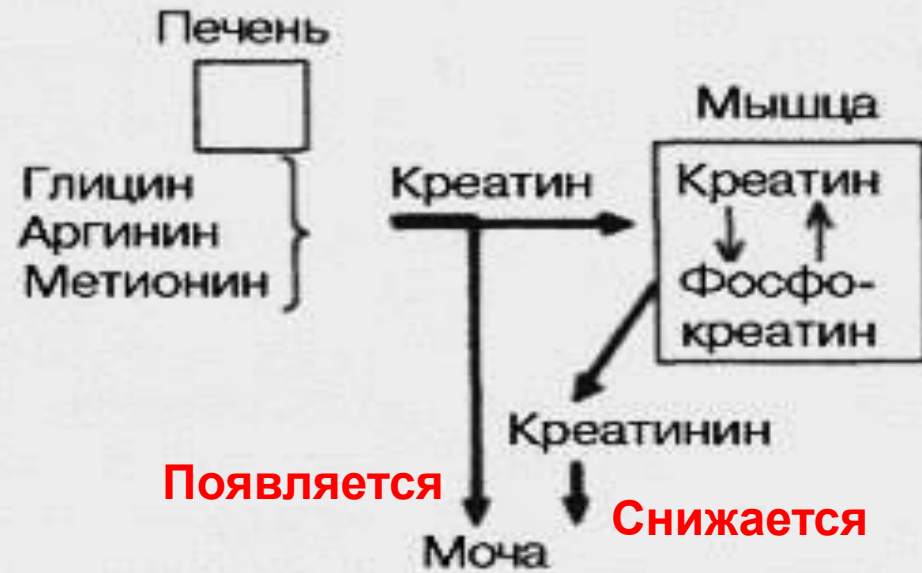 Печень
Мышца
Глицин
Аргинин
Метионин
Креатин
Креатин
Фосфо-
креатин
Креатинин
Появляется
Снижается
Моча